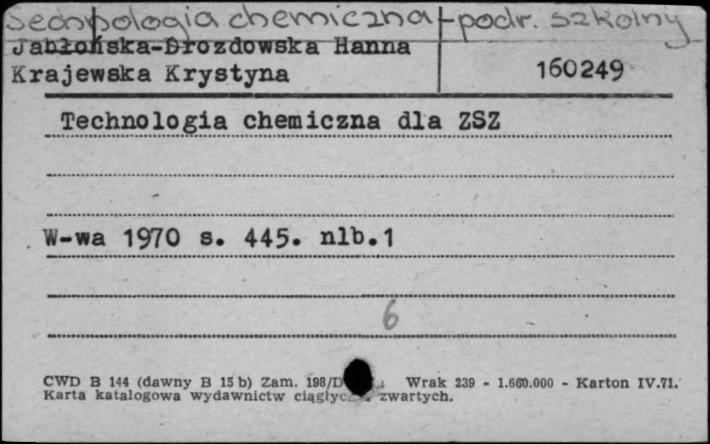 Technologia chemiczna - podr. szkolny
Jabłońska-Drozdowska Hanna
Krajewska Krystyna
160249
Technologia chemiczna dla ZSZ
W-wa 1970 s. 445. nlb.1
6
CWD B 144 (dawny B 15 b) Zam. 198/D Wrak 239 - 1.660.000 - Karton IV.71.
Karta katalogowa wydawnictw zwartych.